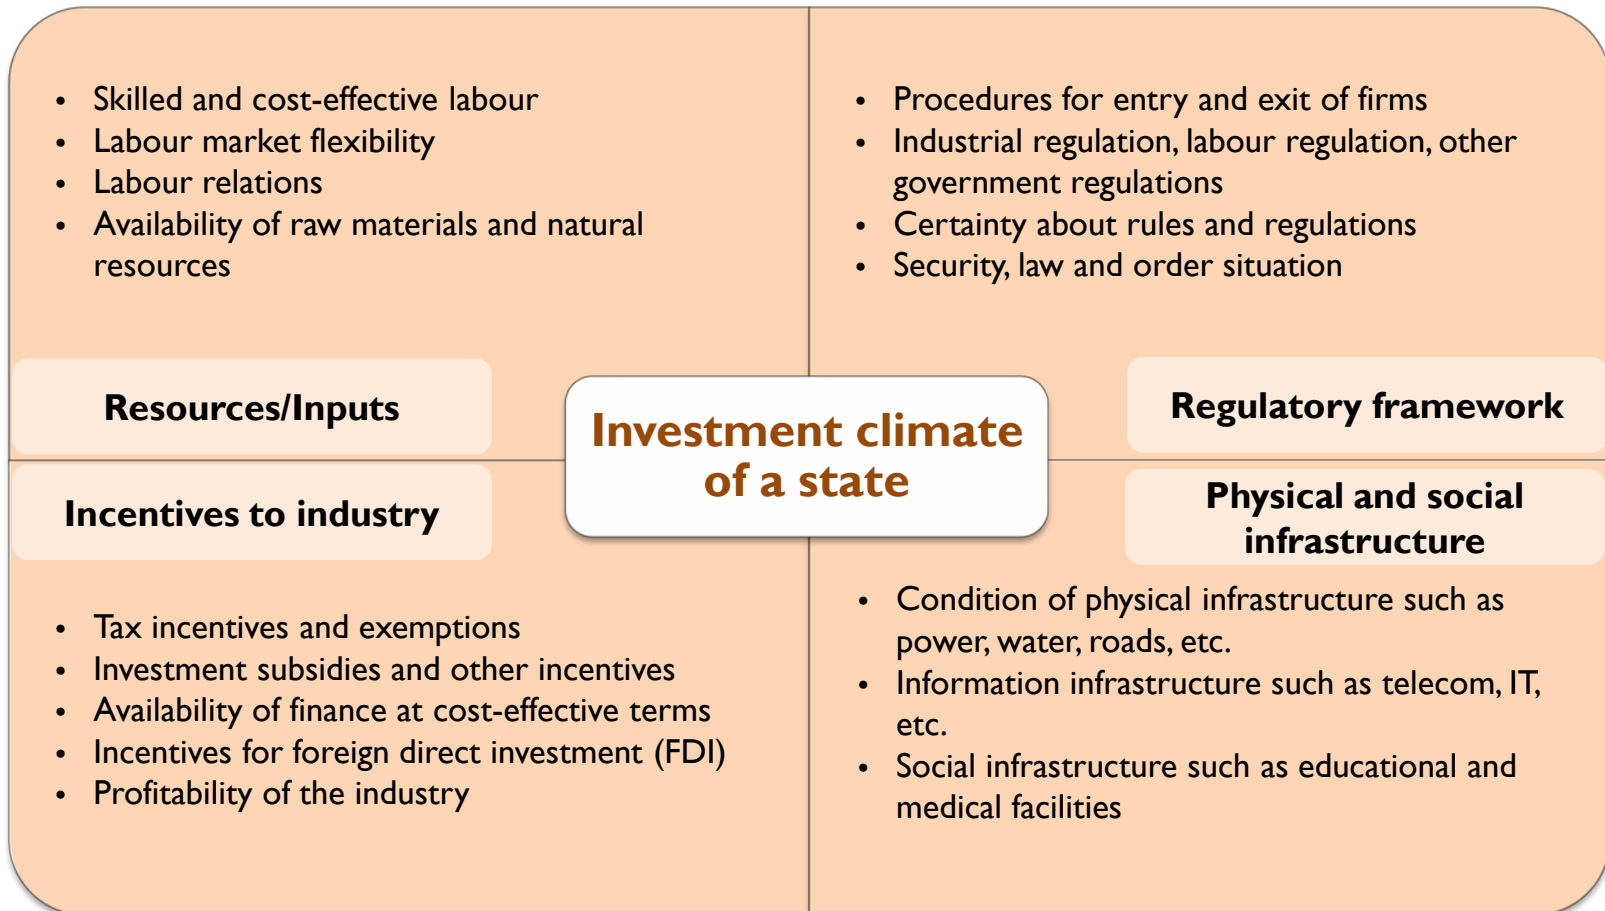 • Skilled and cost-effective labour
• Labour market flexibility
• Labour relations
• Availability of raw materials and natural
resources
Resources/Inputs
• Procedures for entry and exit of firms
• Industrial regulation, labour regulation, other
government regulations
• Certainty about rules and regulations
• Security, law and order situation
Regulatory framework
Investment climate
of a state
Incentives to industry
• Tax incentives and exemptions
• Investment subsidies and other incentives
• Availability of finance at cost-effective terms
• Incentives for foreign direct investment (FDI)
• Profitability of the industry
Physical and social
infrastructure
• Condition of physical infrastructure such as
power, water, roads, etc.
• Information infrastructure such as telecom, IT,
etc.
• Social infrastructure such as educational and
medical facilities